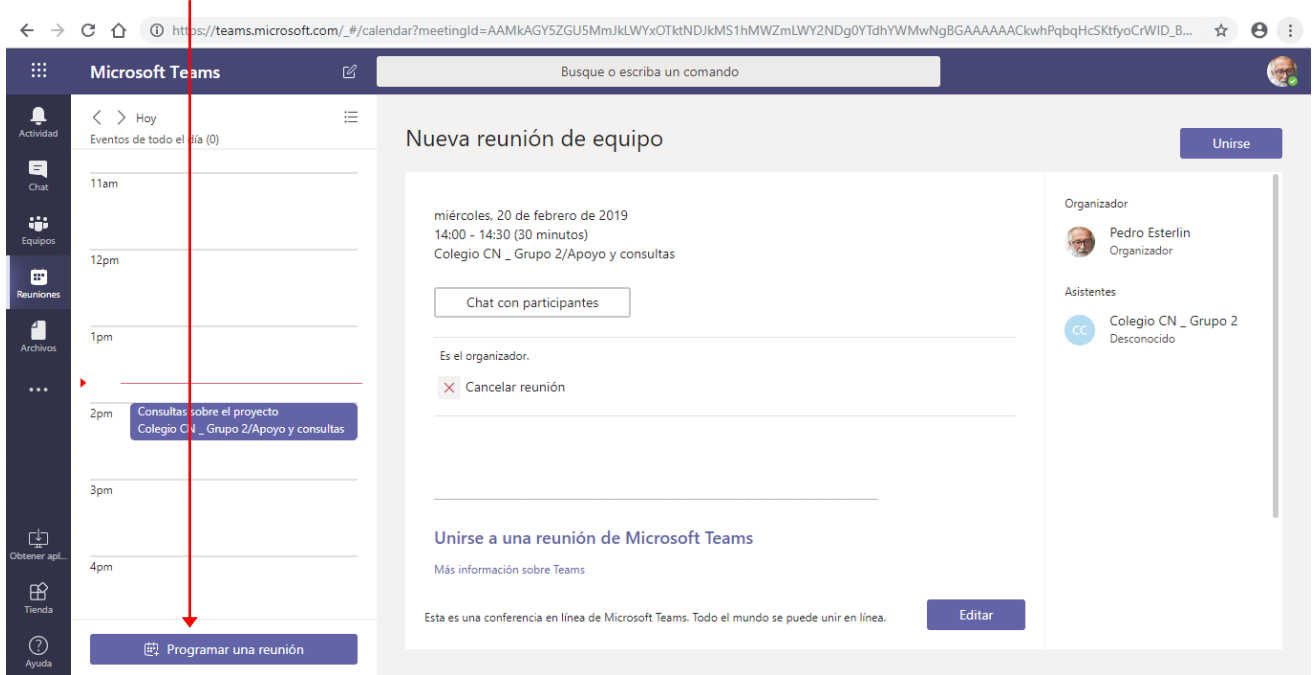 https://teams.microsoft.com/_#/calendar?meetingId=AAMkAGY5ZGU5MmJkLWYxOTktNDJkMS1hMWZmLWY2NDg0YTdhYWMwNgBGAAAAAACkwhPqbqHcSKtfyoCrWID_B...
Microsoft Teams
Busque o escriba un comando
Actividad
Chat
Equipos
Reuniones
Archivos
Obtener apl...
Tienda
Ayuda
Hoy
Eventos de todo el día (0)
11am
12pm
1pm
2pm
Consultas sobre el proyecto
Colegio CN _ Grupo 2/Apoyo y consultas
3pm
4pm
Programar una reunión
Nueva reunión de equipo
Unirse
miércoles, 20 de febrero de 2019
14:00 - 14:30 (30 minutos)
Colegio CN _ Grupo 2/Apoyo y consultas
Chat con participantes
Es el organizador.
Cancelar reunión
Unirse a una reunión de Microsoft Teams
Más información sobre Teams
Esta es una conferencia en línea de Microsoft Teams. Todo el mundo se puede unir en línea.
Editar
Organizador
Pedro Esterlin
Organizador
Asistentes
CC
Colegio CN _ Grupo 2
Desconocido